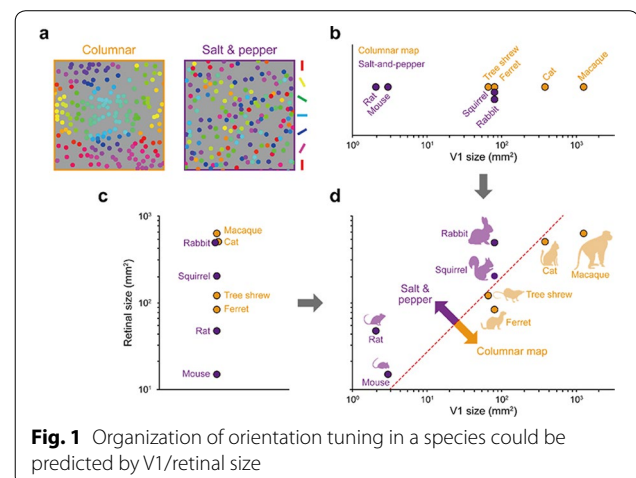 a
Columnar
Salt & pepper
b
Columnar map
Salt-and-pepper
Rat
Mouse
Tree shrew
Ferret
Squirrel
Rabbit
Cat
Macaque
10⁰ 10¹ 10² 10³
V1 size (mm²)
c
Retinal size (mm²)
10³
10²
10¹
Macaque
Rabbit
Cat
Squirrel
Tree shrew
Ferret
Rat
Mouse
d
Rabbit
Squirrel
Cat
Macaque
Salt &
pepper
Tree shrew
Ferret
Rat
Columnar map
Mouse
10⁰ 10¹ 10² 10³
V1 size (mm²)
Fig. 1 Organization of orientation tuning in a species could be
predicted by V1/retinal size